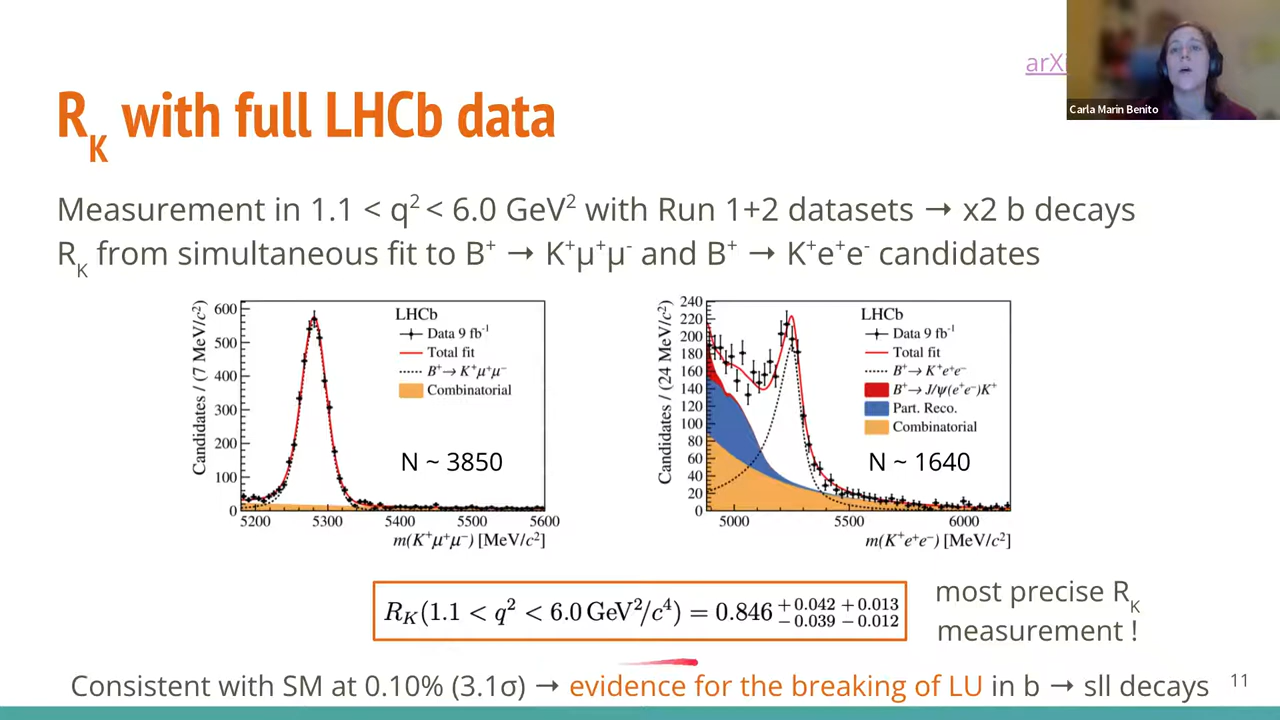 arXi
Carla Marin Benito
R_K with full LHCb data
Measurement in 1.1 < q² < 6.0 GeV² with Run 1+2 datasets → x2 b decays
R_K from simultaneous fit to B⁺ → K⁺μ⁺μ⁻ and B⁺ → K⁺e⁺e⁻ candidates
Candidates / (7 MeV/c²)
600
500
400
300
200
100
0
LHCb
Data 9 fb⁻¹
Total fit
B⁺→ K⁺μ⁺μ⁻
Combinatorial
N ~ 3850
5200 5300 5400 5500 5600
m(K⁺μ⁺μ⁻) [MeV/c²]
Candidates / (24 MeV/c²)
240
220
200
180
160
140
120
100
80
60
40
20
0
LHCb
Data 9 fb⁻¹
Total fit
B⁺→ K⁺e⁺e⁻
B⁺→ J/ψ(e⁺e⁻)K⁺
Part. Reco.
Combinatorial
N ~ 1640
5000 5500 6000
m(K⁺e⁺e⁻) [MeV/c²]
R_K(1.1 < q² < 6.0 GeV²/c⁴) = 0.846 +0.042 +0.013
−0.039 −0.012
most precise R_K
measurement !
Consistent with SM at 0.10% (3.1σ) → evidence for the breaking of LU in b → sll decays
11